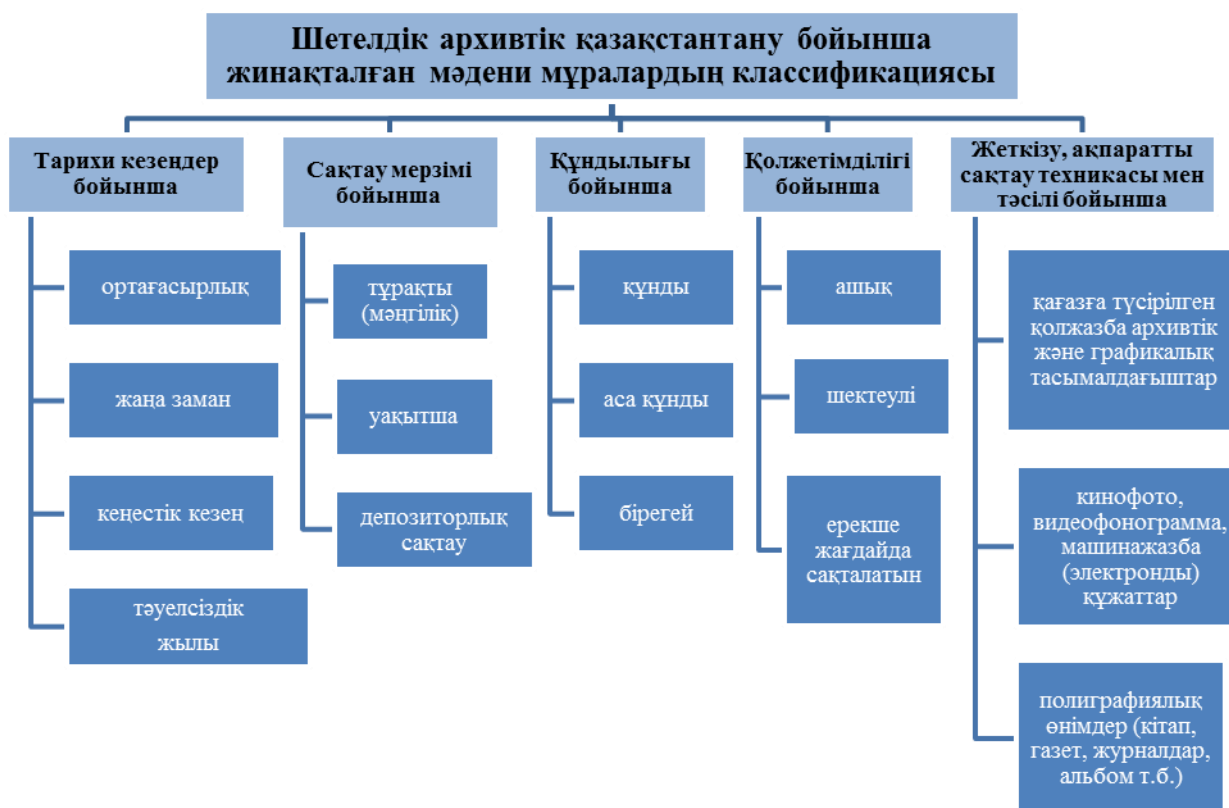 Шетелдік архивтік қазақстантану бойынша
жинақталған мәдени мұралардың классификациясы
Тарихи кезеңдер
бойынша
ортағасырлық
жаңа заман
кеңестік кезең
тәуелсіздік
жылы
Сақтау мерзімі
бойынша
тұрақты
(мәңгілік)
уақытша
депозиторлық
сақтау
Құндылығы
бойынша
құнды
аса құнды
бірегей
Қолжетімділігі
бойынша
ашық
шектеулі
ерекше
жағдайда
сақталатын
Жеткізу, ақпаратты
сақтау техникасы мен
тәсілі бойынша
қағазға түсірілген
қолжазба архивтік
және графикалық
тасымалдағыштар
кинофото,
видеофонограмма,
машинажазба
(электронды)
құжаттар
полиграфиялық
өнімдер (кітап,
газет, журналдар,
альбом т.б.)